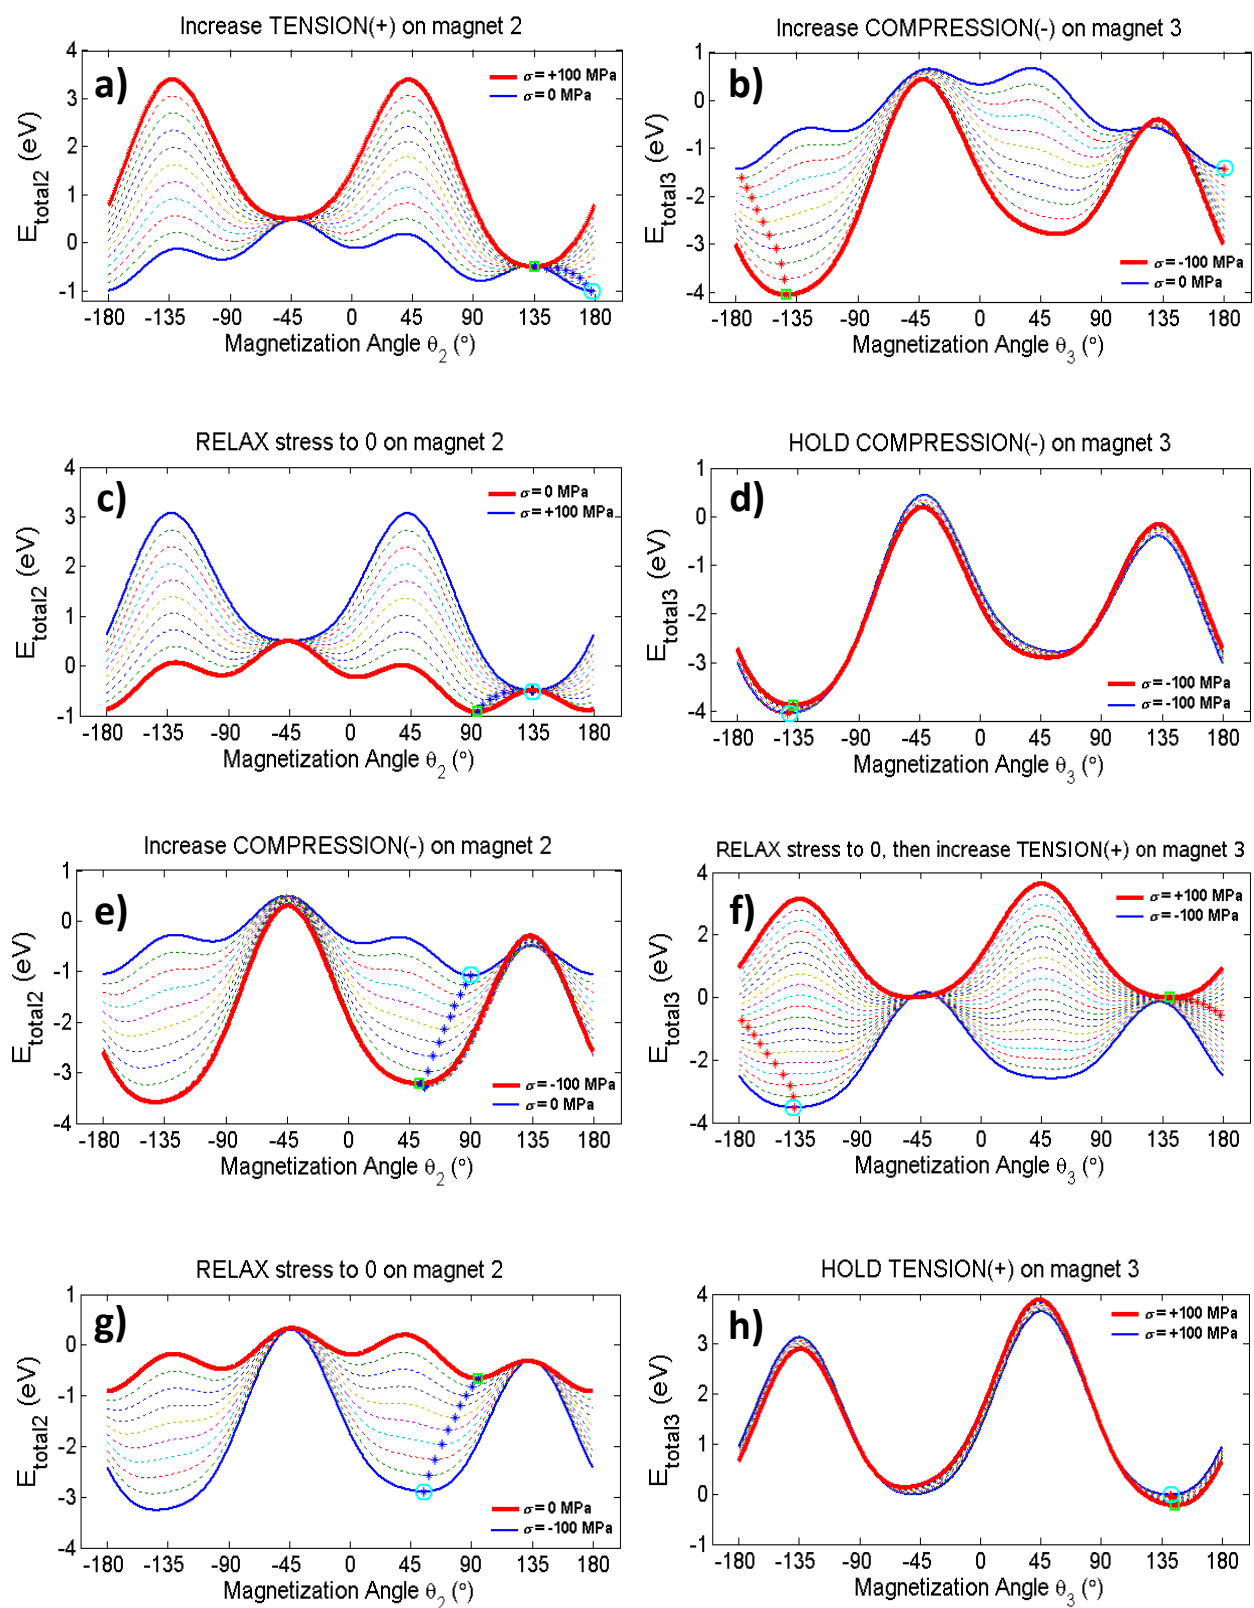 Increase TENSION(+) on magnet 2
a)
σ = +100 MPa
σ = 0 MPa
E_total2 (eV)
4
3
2
1
0
-1
-180 -135 -90 -45 0 45 90 135 180
Magnetization Angle θ_2 (°)
Increase COMPRESSION(-) on magnet 3
b)
σ = -100 MPa
σ = 0 MPa
E_total3 (eV)
1
0
-1
-2
-3
-4
-180 -135 -90 -45 0 45 90 135 180
Magnetization Angle θ_3 (°)
RELAX stress to 0 on magnet 2
c)
σ = 0 MPa
σ = +100 MPa
E_total2 (eV)
4
3
2
1
0
-1
-180 -135 -90 -45 0 45 90 135 180
Magnetization Angle θ_2 (°)
HOLD COMPRESSION(-) on magnet 3
d)
σ = -100 MPa
σ = -100 MPa
E_total3 (eV)
0
-1
-2
-3
-4
-180 -135 -90 -45 0 45 90 135 180
Magnetization Angle θ_3 (°)
Increase COMPRESSION(-) on magnet 2
e)
σ = -100 MPa
σ = 0 MPa
E_total2 (eV)
1
0
-1
-2
-3
-4
-180 -135 -90 -45 0 45 90 135 180
Magnetization Angle θ_2 (°)
RELAX stress to 0, then increase TENSION(+) on magnet 3
f)
σ = +100 MPa
σ = -100 MPa
E_total3 (eV)
4
2
0
-2
-4
-180 -135 -90 -45 0 45 90 135 180
Magnetization Angle θ_3 (°)
RELAX stress to 0 on magnet 2
g)
σ = 0 MPa
σ = -100 MPa
E_total2 (eV)
1
0
-1
-2
-3
-4
-180 -135 -90 -45 0 45 90 135 180
Magnetization Angle θ_2 (°)
HOLD TENSION(+) on magnet 3
h)
σ = +100 MPa
σ = +100 MPa
E_total3 (eV)
4
3
2
1
0
-1
-180 -135 -90 -45 0 45 90 135 180
Magnetization Angle θ_3 (°)